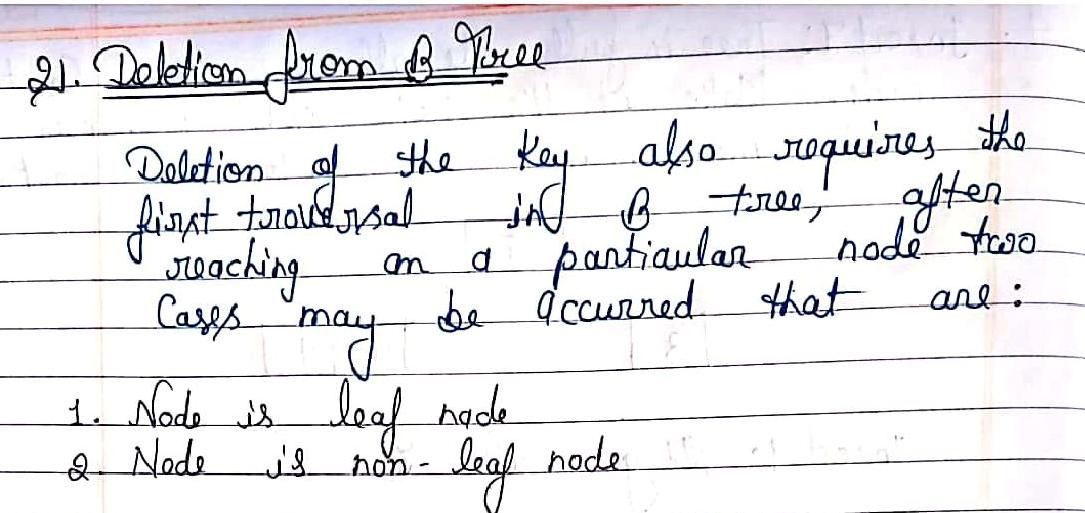 21. Deletion from B Tree
Deletion of the Key also requires the
first traversal in B tree, after
reaching on a particular node two
Cases may be occurred that are:
1. Node is leaf node
2. Node is non-leaf node